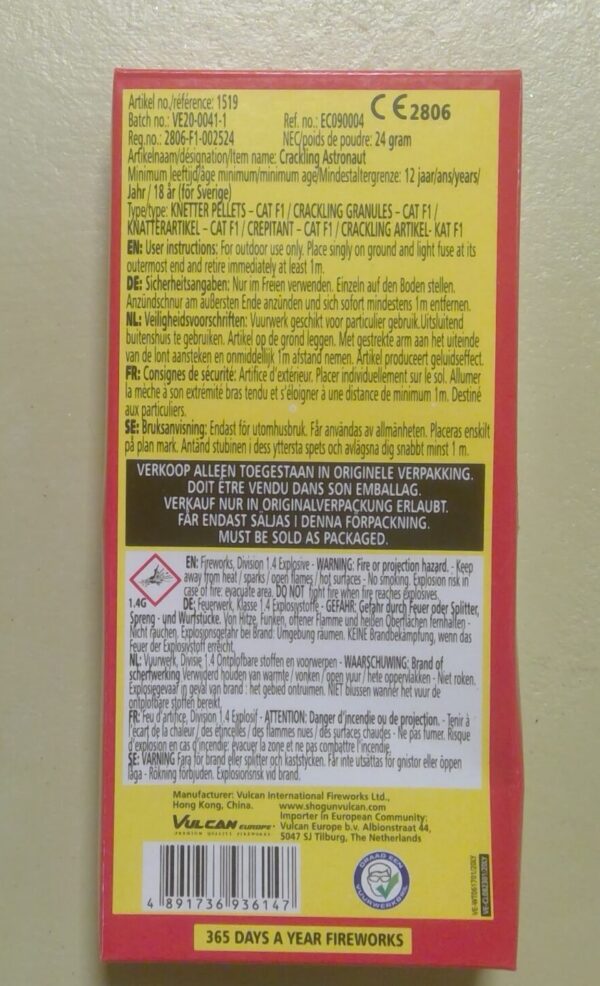 Artikel no./référence: 1519
Batch no.: VE20-0041-1
Ref. no.: EC090004
CE 2806
Reg.no.: 2806-F1-002524
NEC/poids de poudre: 24 gram
Artikelnaam/désignation/Item name: Crackling Astronaut
Minimum leeftijd/âge minimum/minimum age/Mindestaltergrenze: 12 jaar/ans/years/
Jahr / 18 år (för Sverige)
Type/type: KNETTER PELLETS – CAT F1 / CRACKLING GRANULES – CAT F1 /
KNATTERARTIKEL – CAT F1 / CREPITANT – CAT F1 / CRACKLING ARTIKEL- KAT F1
EN: User instructions: For outdoor use only. Place singly on ground and light fuse at its
outermost end and retire immediately at least 1m.
DE: Sicherheitsangaben: Nur im Freien verwenden. Einzeln auf den Boden stellen.
Anzündschnur am äußersten Ende anzünden und sich sofort mindestens 1m entfernen.
NL: Veiligheidsvoorschriften: Vuurwerk geschikt voor particulier gebruik.Uitsluitend
buitenshuis te gebruiken. Artikel op de grond leggen. Met gestrekte arm aan het uiteinde
van de lont aansteken en onmiddellijk 1m afstand nemen. Artikel produceert geluidseffect.
FR: Consignes de sécurité: Artifice d'extérieur. Placer individuellement sur le sol. Allumer
la mèche à son extremité bras tendu et s'éloigner à une distance de minimum 1m. Destiné
aux particuliers.
SE: Bruksanvisning: Endast för utomhusbruk. Får användas av allmänheten. Placeras enskilt
på plan mark. Antänd stubinen i dess yttersta spets och avlägsna dig snabbt minst 1 m.
VERKOOP ALLEEN TOEGESTAAN IN ORIGINELE VERPAKKING.
DOIT ÊTRE VENDU DANS SON EMBALLAG.
VERKAUF NUR IN ORIGINALVERPACKUNG ERLAUBT.
FÅR ENDAST SÄLJAS I DENNA FÖRPACKNING.
MUST BE SOLD AS PACKAGED.
EN: Fireworks, Division 1.4 Explosive - WARNING: Fire or projection hazard. - Keep
away from heat / sparks / open flames / hot surfaces - No smoking. Explosion risk in
case of fire: evacuate area. DO NOT fight fire when fire reaches explosives.
1.4G
DE: Feuerwerk, Klasse 1.4 Explosivstoffe - GEFAHR: Gefahr durch Feuer oder Splitter,
Spreng - und Wurfstücke. Von Hitze, Funken, offener Flamme und heißen Oberflächen fernhalten -
Nicht rauchen. Explosionsgefahr bei Brand: Umgebung räumen. KEINE Brandbekämpfung, wenn das
Feuer der Explosivstoff erreicht.
NL: Vuurwerk, Divisie 1.4 Ontplofbare stoffen en voorwerpen - WAARSCHUWING: Brand of
scherfwerking Verwijderd houden van warmte / vonken / open vuur / hete oppervlakken - Niet roken.
Explosiegevaar in geval van brand : het gebied ontruimen. NIET blussen wanneer het vuur de
ontplofbare stoffen bereikt.
FR: Feu d'artifice, Division 1.4 Explosif - ATTENTION: Danger d'incendie ou de projection. - Tenir à
l'écart de la chaleur / des étincelles / des flammes nues / des surfaces chaudes - Ne pas fumer. Risque
d'explosion en cas d'incendie: évacuer la zone et ne pas combattre l'incendie.
SE: VARNING Fara för brand eller splitter och kaststycken. Får inte utsättas för gnistor eller öppen
låga - Rökning förbjuden. Explosionsrisk vid brand.
Manufacturer: Vulcan International Fireworks Ltd.,
Hong Kong, China. www.shogunvulcan.com
Importer in European Community:
VULCAN EUROPE
Vulcan Europe b.v. Albionstraat 44,
PREMIUM QUALITY FIREWORKS
5047 SJ Tilburg, The Netherlands
DRAAG EEN
VUURWERKBRIL
4 891736 936147
365 DAYS A YEAR FIREWORKS